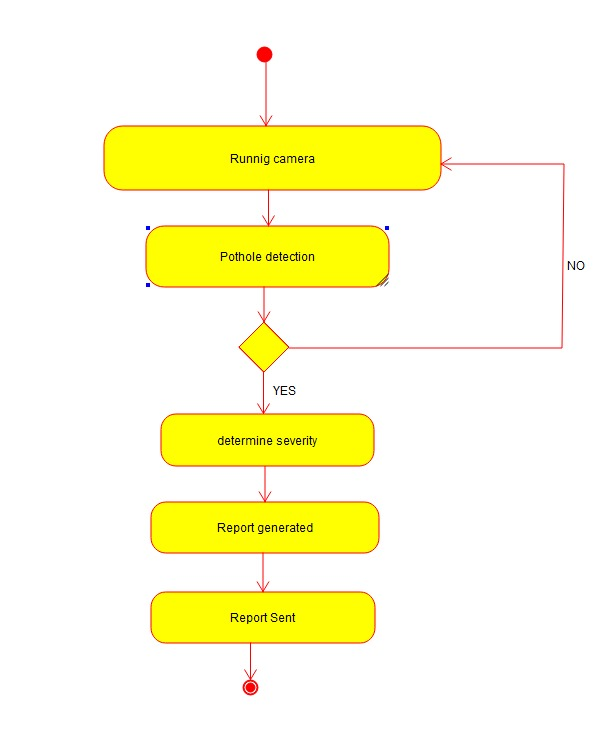 Runnig camera
Pothole detection
NO
YES
determine severity
Report generated
Report Sent